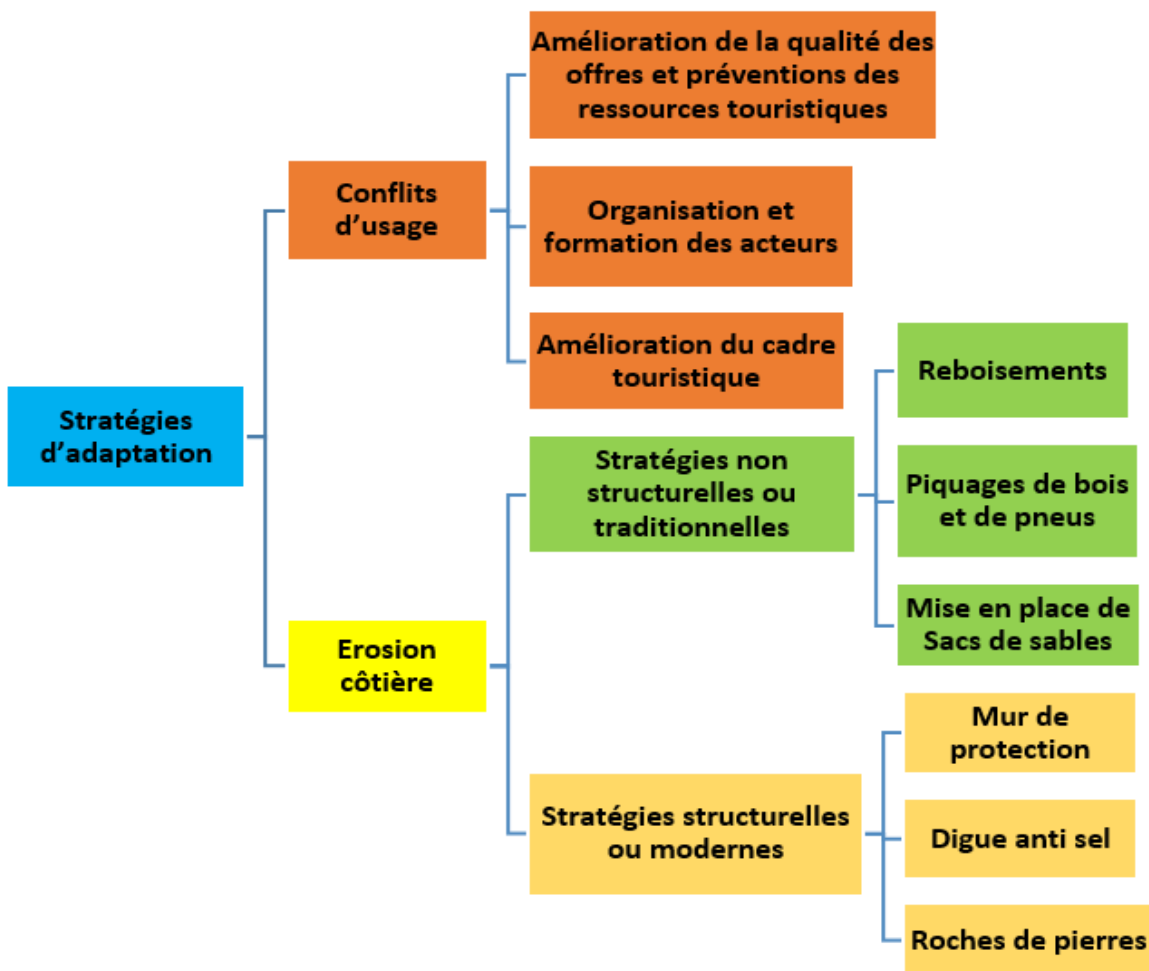 Amélioration de la qualité des
offres et préventions des
ressources touristiques
Conflits
d'usage
Organisation et
formation des acteurs
Amélioration du cadre
touristique
Stratégies
d'adaptation
Reboisements
Stratégies non
structurelles ou
traditionnelles
Piquages de bois
et de pneus
Mise en place de
Sacs de sables
Erosion
côtière
Mur de
protection
Stratégies structurelles
ou modernes
Digue anti sel
Roches de pierres